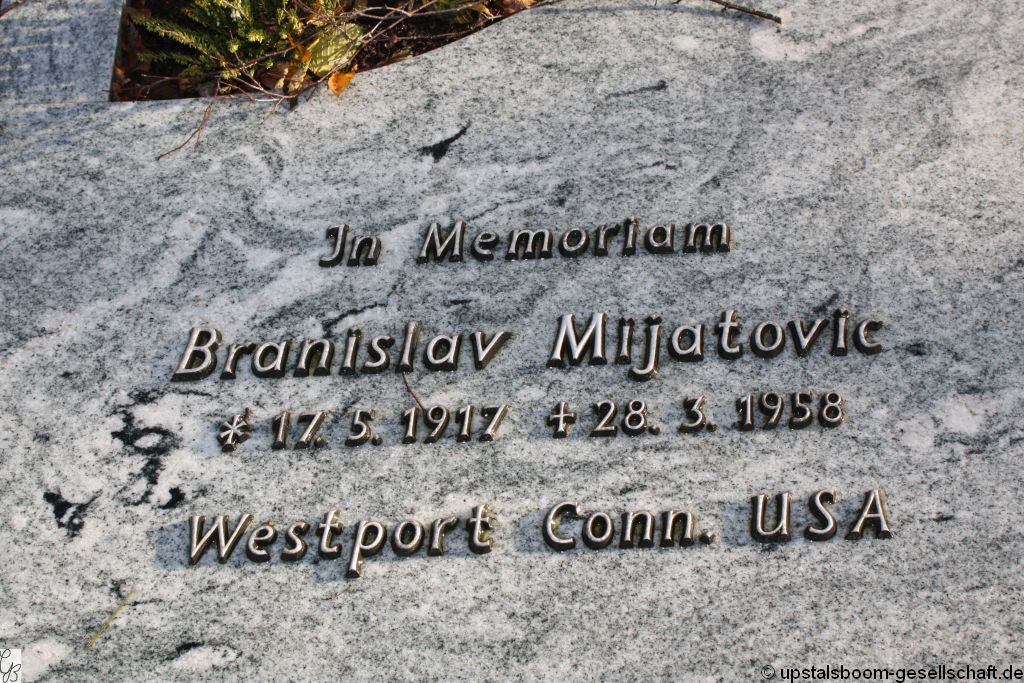 In Memoriam
Branislav Mijatovic
* 17. 5. 1917 † 28. 3. 1958
Westport Conn. USA
© upstalsboom-gesellschaft.de